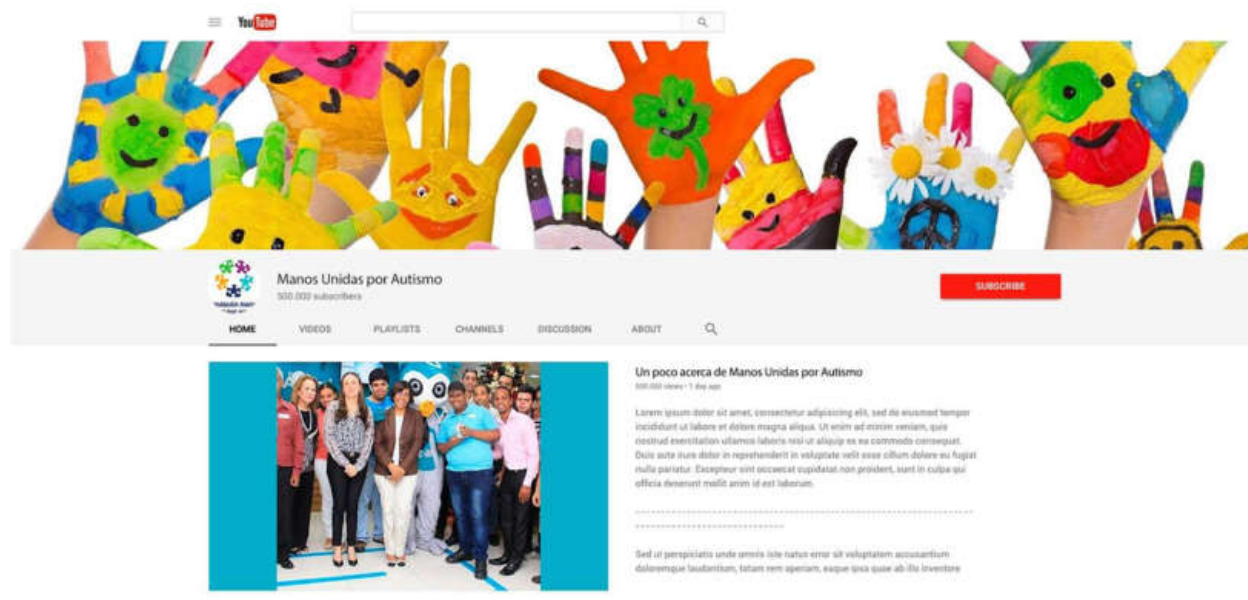 YouTube
Manos Unidas por Autismo
500.000 subscribers
SUBSCRIBE
HOME VIDEOS PLAYLISTS CHANNELS DISCUSSION ABOUT
Un poco acerca de Manos Unidas por Autismo
500.000 views • 1 day ago
Lorem ipsum dolor sit amet, consectetur adipiscing elit, sed do eiusmod tempor
incididunt ut labore et dolore magna aliqua. Ut enim ad minim veniam, quis
nostrud exercitation ullamco laboris nisi ut aliquip ex ea commodo consequat.
Duis aute irure dolor in reprehenderit in voluptate velit esse cillum dolore eu fugiat
nulla pariatur. Excepteur sint occaecat cupidatat non proident, sunt in culpa qui
officia deserunt mollit anim id est laborum.
Sed ut perspiciatis unde omnis iste natus error sit voluptatem accusantium
doloremque laudantium, totam rem aperiam, eaque ipsa quae ab illo inventore